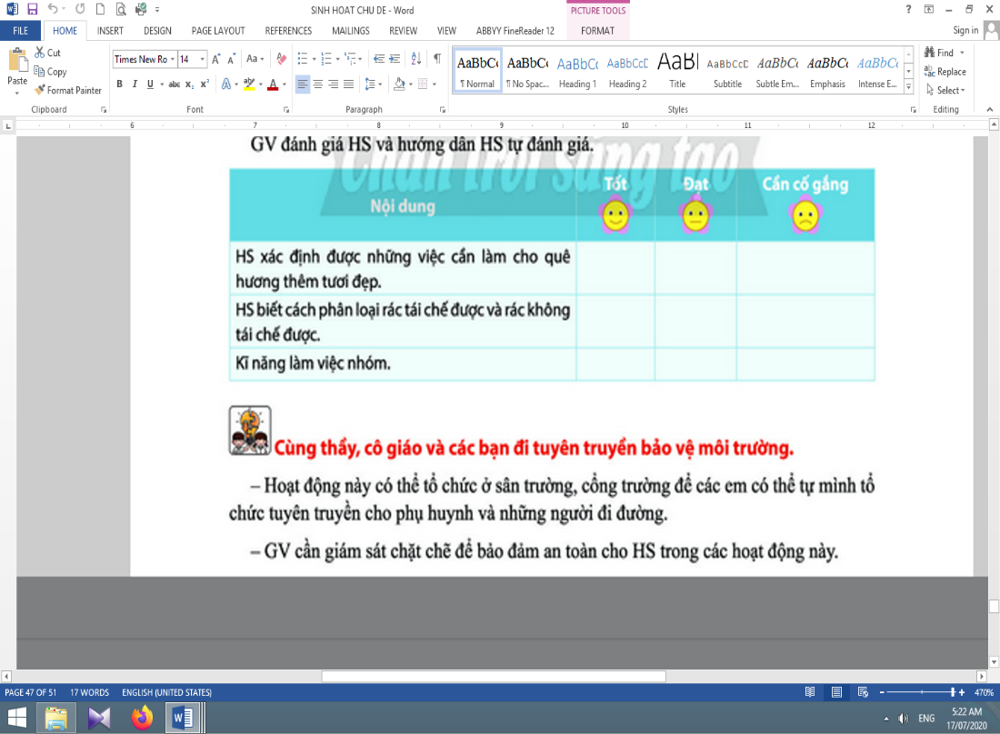 SINH HOAT CHU DE - Word
PICTURE TOOLS
FILE HOME INSERT DESIGN PAGE LAYOUT REFERENCES MAILINGS REVIEW VIEW ABBYY FineReader 12 FORMAT Sign in
Paste
Cut
Copy
Format Painter
Times New Ro 14 Aa
B I U abc x₂ x² A ab A
AaBbCc AaBbCc AaBbCc AaBbCcD AaBl AaBbCcD AaBbCc AaBbCc AaBbCc
¶ Normal ¶ No Spac... Heading 1 Heading 2 Title Subtitle Subtle Em... Emphasis Intense E...
Find
Replace
Select
Clipboard Font Paragraph Styles Editing
6 7 8 9 10 11 12
GV đánh giá HS và hướng dẫn HS tự đánh giá.
Chân trời sáng tạo
Nội dung Tốt Đạt Cần cố gắng
HS xác định được những việc cần làm cho quê
hương thêm tươi đẹp.
HS biết cách phân loại rác tái chế được và rác không
tái chế được.
Kĩ năng làm việc nhóm.
Cùng thầy, cô giáo và các bạn đi tuyên truyền bảo vệ môi trường.
– Hoạt động này có thể tổ chức ở sân trường, cổng trường để các em có thể tự mình tổ
chức tuyên truyền cho phụ huynh và những người đi đường.
– GV cần giám sát chặt chẽ để bảo đảm an toàn cho HS trong các hoạt động này.
PAGE 47 OF 51 17 WORDS ENGLISH (UNITED STATES) 470%
ENG
5:22 AM
17/07/2020